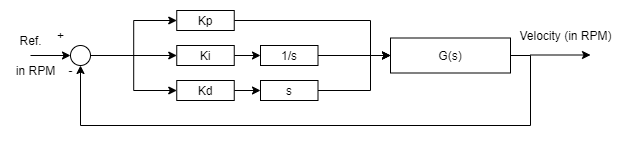 Kp
Ref. +
Velocity (in RPM)
Ki 1/s G(s)
in RPM -
Kd s